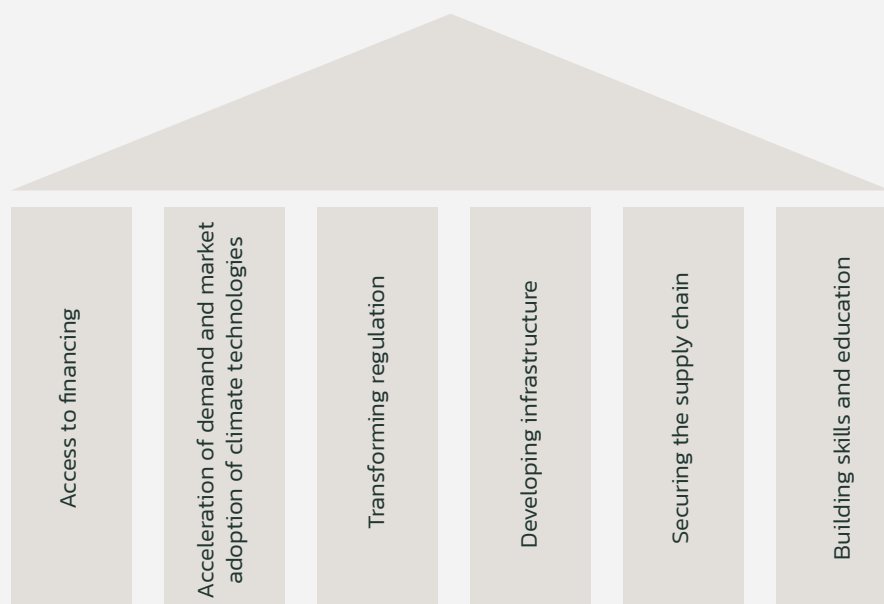 Access to financing
Acceleration of demand and market
adoption of climate technologies
Transforming regulation
Developing infrastructure
Securing the supply chain
Building skills and education